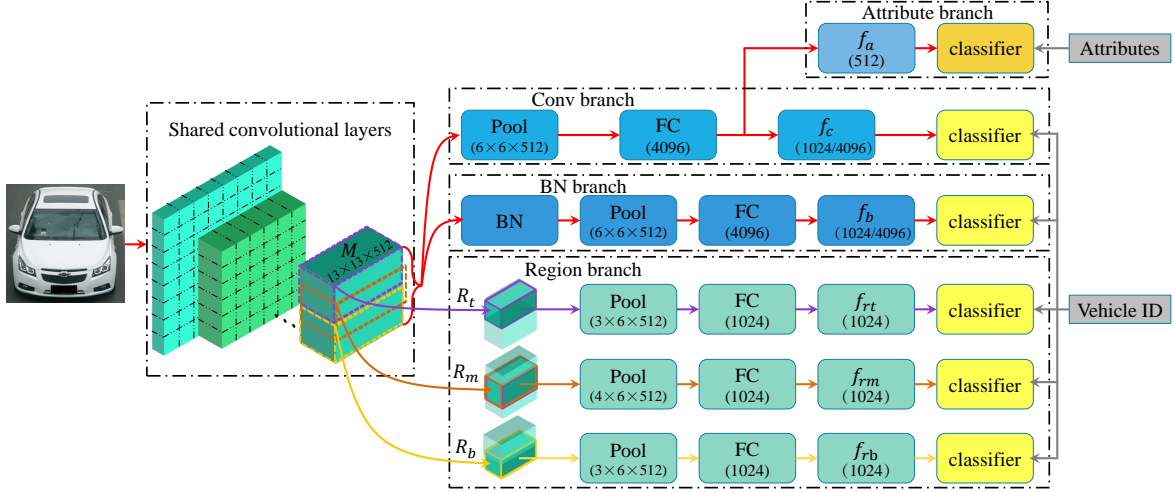 Attribute branch
f_a
(512)
classifier
Attributes
Conv branch
Shared convolutional layers
Pool
(6×6×512)
FC
(4096)
f_c
(1024/4096)
classifier
BN branch
BN
Pool
(6×6×512)
FC
(4096)
f_b
(1024/4096)
classifier
M
13×13×512
Region branch
R_t
Pool
(3×6×512)
FC
(1024)
f_rt
(1024)
classifier
Vehicle ID
R_m
Pool
(4×6×512)
FC
(1024)
f_rm
(1024)
classifier
R_b
Pool
(3×6×512)
FC
(1024)
f_rb
(1024)
classifier